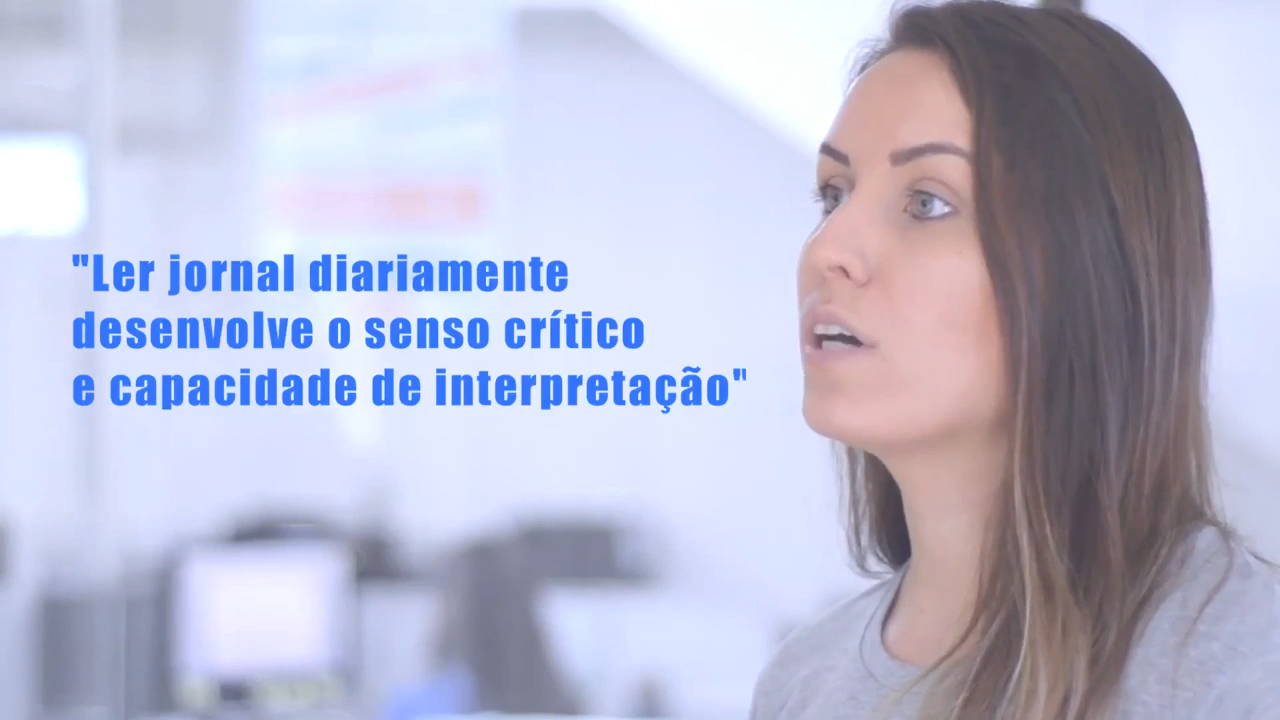 "Ler jornal diariamente
desenvolve o senso crítico
e capacidade de interpretação"